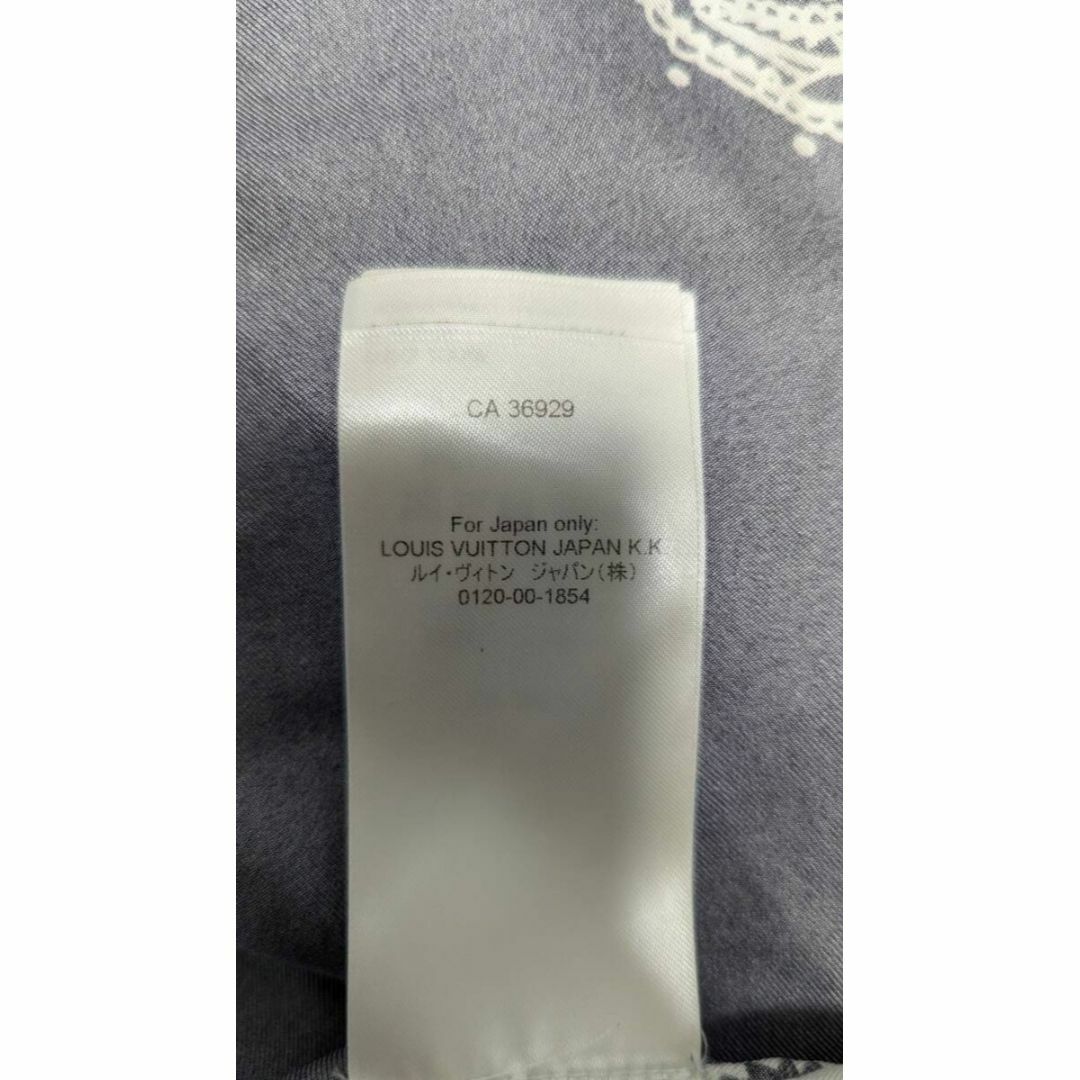 CA 36929
For Japan only:
LOUIS VUITTON JAPAN K.K
ルイ・ヴィトン　ジャパン(株)
0120-00-1854